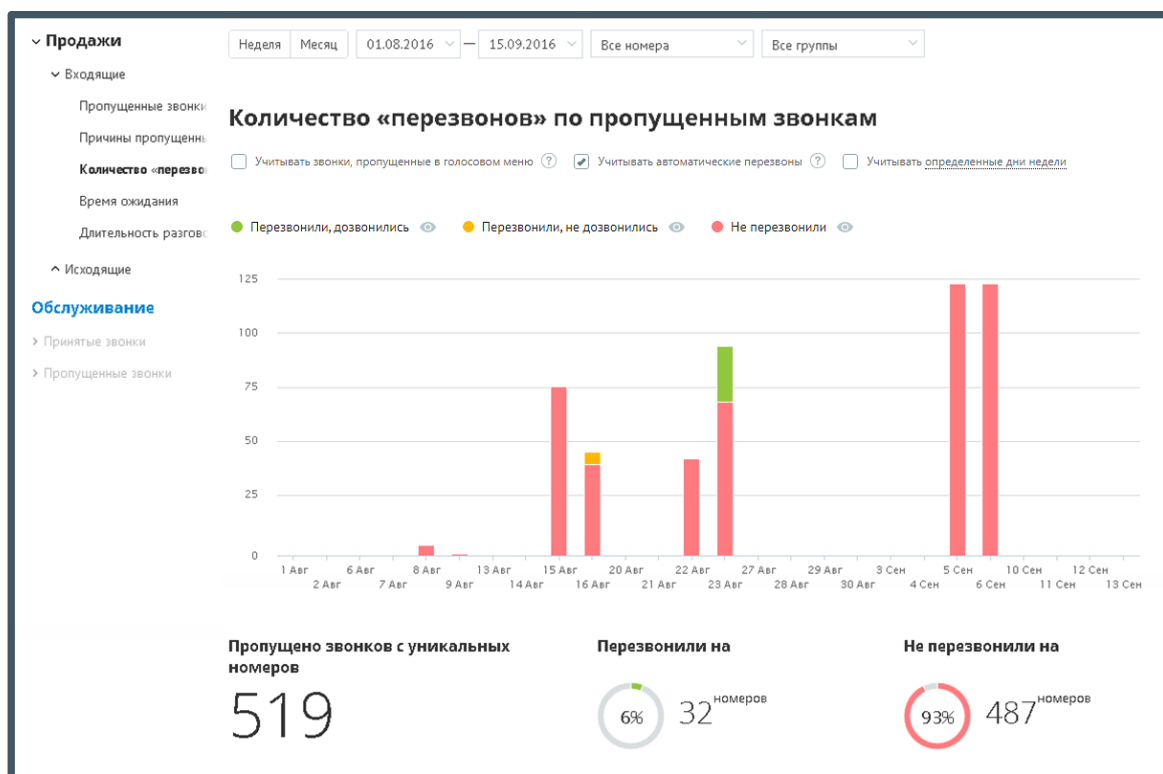 Продажи
Входящие
Пропущенные звонки
Причины пропущенны
Количество «перезво
Время ожидания
Длительность разгово
Исходящие
Обслуживание
Принятые звонки
Пропущенные звонки
Неделя Месяц 01.08.2016 — 15.09.2016 Все номера Все группы
Количество «перезвонов» по пропущенным звонкам
Учитывать звонки, пропущенные в голосовом меню ? Учитывать автоматические перезвоны ? Учитывать определенные дни недели
Перезвонили, дозвонились Перезвонили, не дозвонились Не перезвонили
125
100
75
50
25
0
1 Авг 6 Авг 8 Авг 13 Авг 15 Авг 20 Авг 22 Авг 27 Авг 29 Авг 3 Сен 5 Сен 10 Сен 12 Сен
2 Авг 7 Авг 9 Авг 14 Авг 16 Авг 21 Авг 23 Авг 28 Авг 30 Авг 4 Сен 6 Сен 11 Сен 13 Сен
Пропущено звонков с уникальных
номеров
519
Перезвонили на
6% 32 номеров
Не перезвонили на
93% 487 номеров